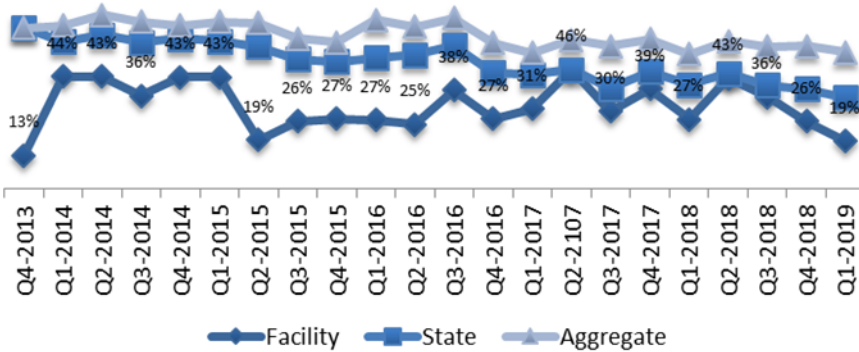 13%
44%
43%
36%
43%
43%
19%
26%
27%
27%
25%
38%
27%
31%
46%
30%
39%
27%
43%
36%
26%
19%
Q4-2013
Q1-2014
Q2-2014
Q3-2014
Q4-2014
Q1-2015
Q2-2015
Q3-2015
Q4-2015
Q1-2016
Q2-2016
Q3-2016
Q4-2016
Q1-2017
Q2-2107
Q3-2017
Q4-2017
Q1-2018
Q2-2018
Q3-2018
Q4-2018
Q1-2019
Facility State Aggregate